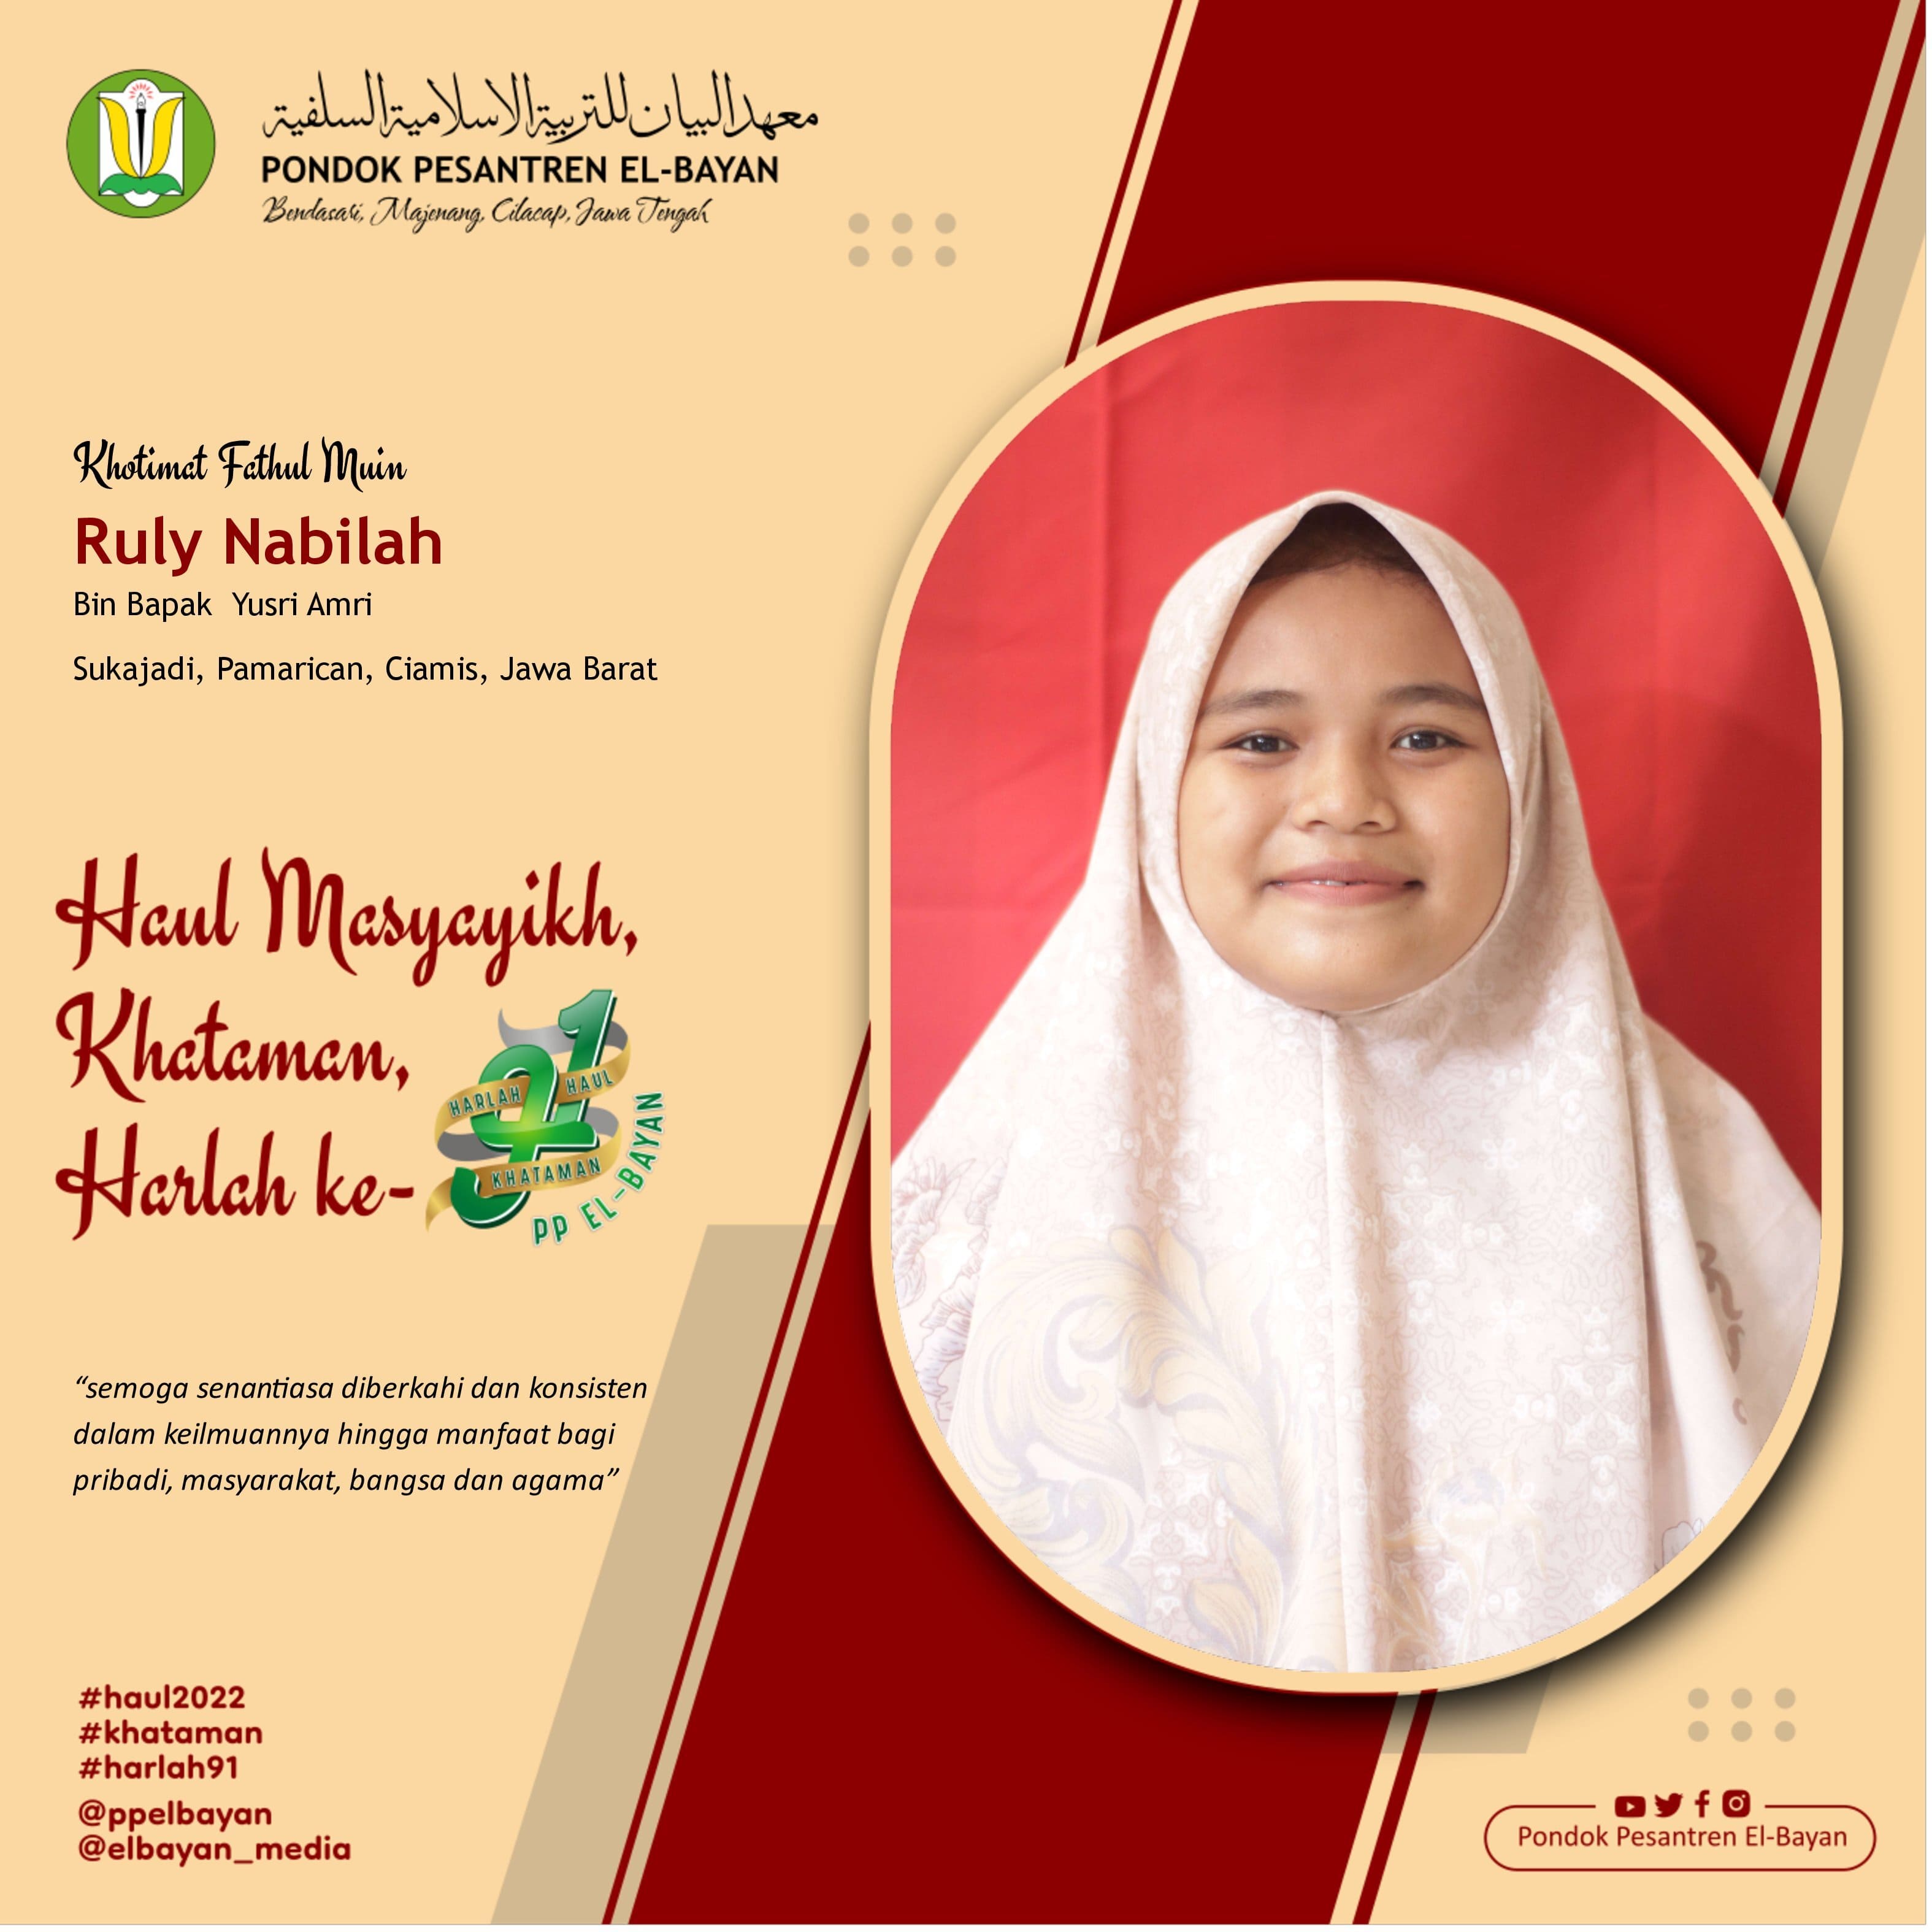 معهد البيان للتربية الاسلامية السلفية
PONDOK PESANTREN EL-BAYAN
Bendasari, Majenang, Cilacap, Jawa Tengah
Khotimat Fathul Muin
Ruly Nabilah
Bin Bapak  Yusri Amri
Sukajadi, Pamarican, Ciamis, Jawa Barat
Haul Masyayikh,
Khataman,
Harlah ke-
91
HARLAH HAUL
KHATAMAN
PP EL-BAYAN
“semoga senantiasa diberkahi dan konsisten
dalam keilmuannya hingga manfaat bagi
pribadi, masyarakat, bangsa dan agama”
#haul2022
#khataman
#harlah91
@ppelbayan
@elbayan_media
Pondok Pesantren El-Bayan